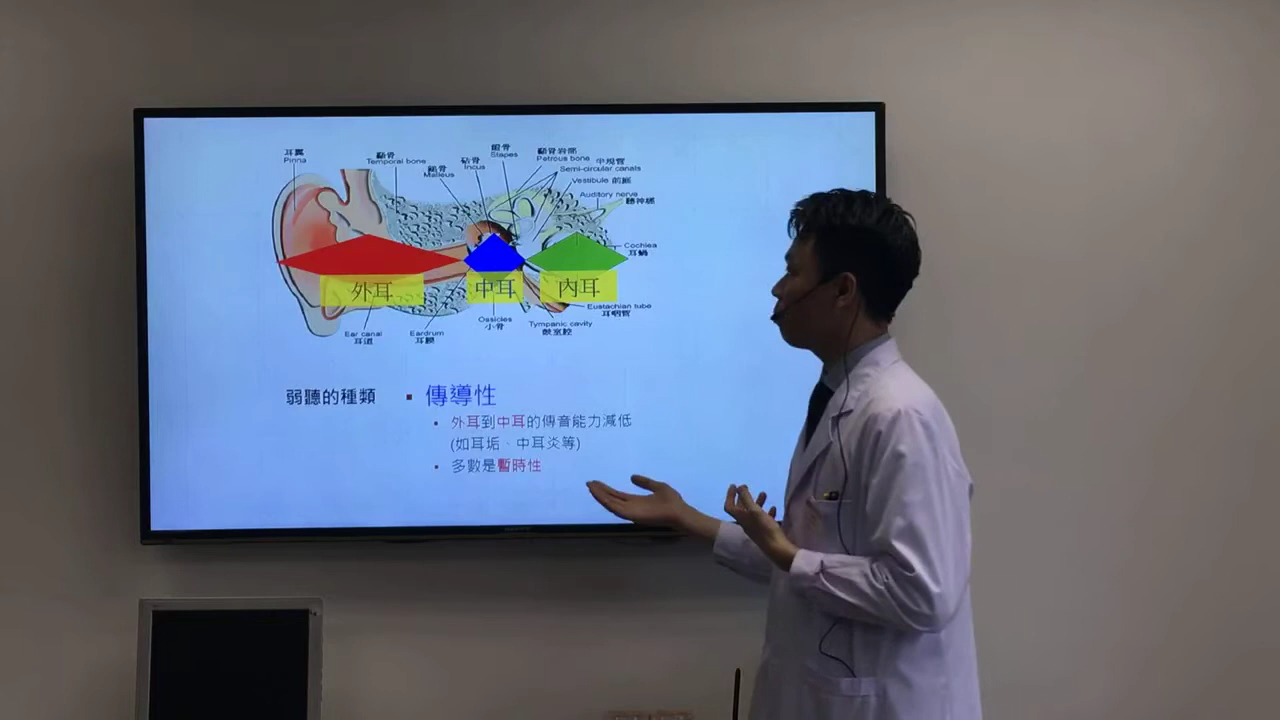 耳翼
Pinna
顳骨
Temporal bone
鎚骨
Malleus
砧骨
Incus
鐙骨
Stapes
顳骨岩部
Petrous bone
半規管
Semi-circular canals
Vestibule 前庭
Auditory nerve
聽神經
Cochlea
耳蝸
外耳
中耳
內耳
Eustachian tube
耳咽管
Ossicles
小骨
Tympanic cavity
鼓室腔
Ear canal
耳道
Eardrum
耳膜
弱聽的種類
▪ 傳導性
▪ 外耳到中耳的傳音能力減低
(如耳垢、中耳炎等)
▪ 多數是暫時性